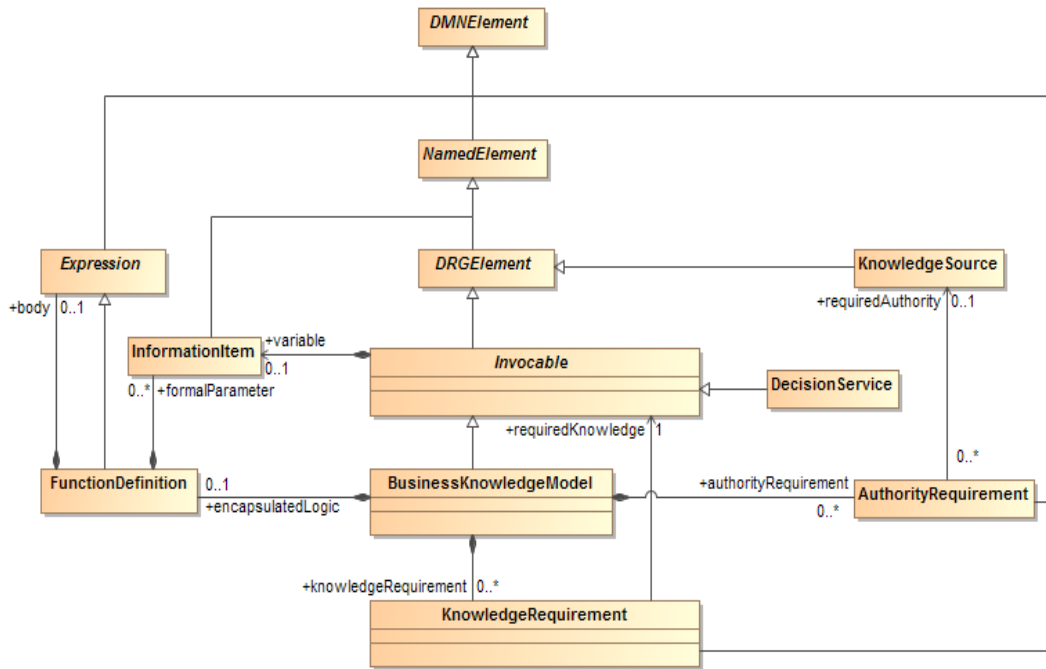 DMNElement
NamedElement
Expression
DRGElement
KnowledgeSource
+body 0..1
+requiredAuthority 0..1
InformationItem
+variable
0..1
Invocable
DecisionService
0..* +formalParameter
+requiredKnowledge 1
FunctionDefinition
0..1
+encapsulatedLogic
BusinessKnowledgeModel
+authorityRequirement
0..*
0..*
AuthorityRequirement
+knowledgeRequirement 0..*
KnowledgeRequirement